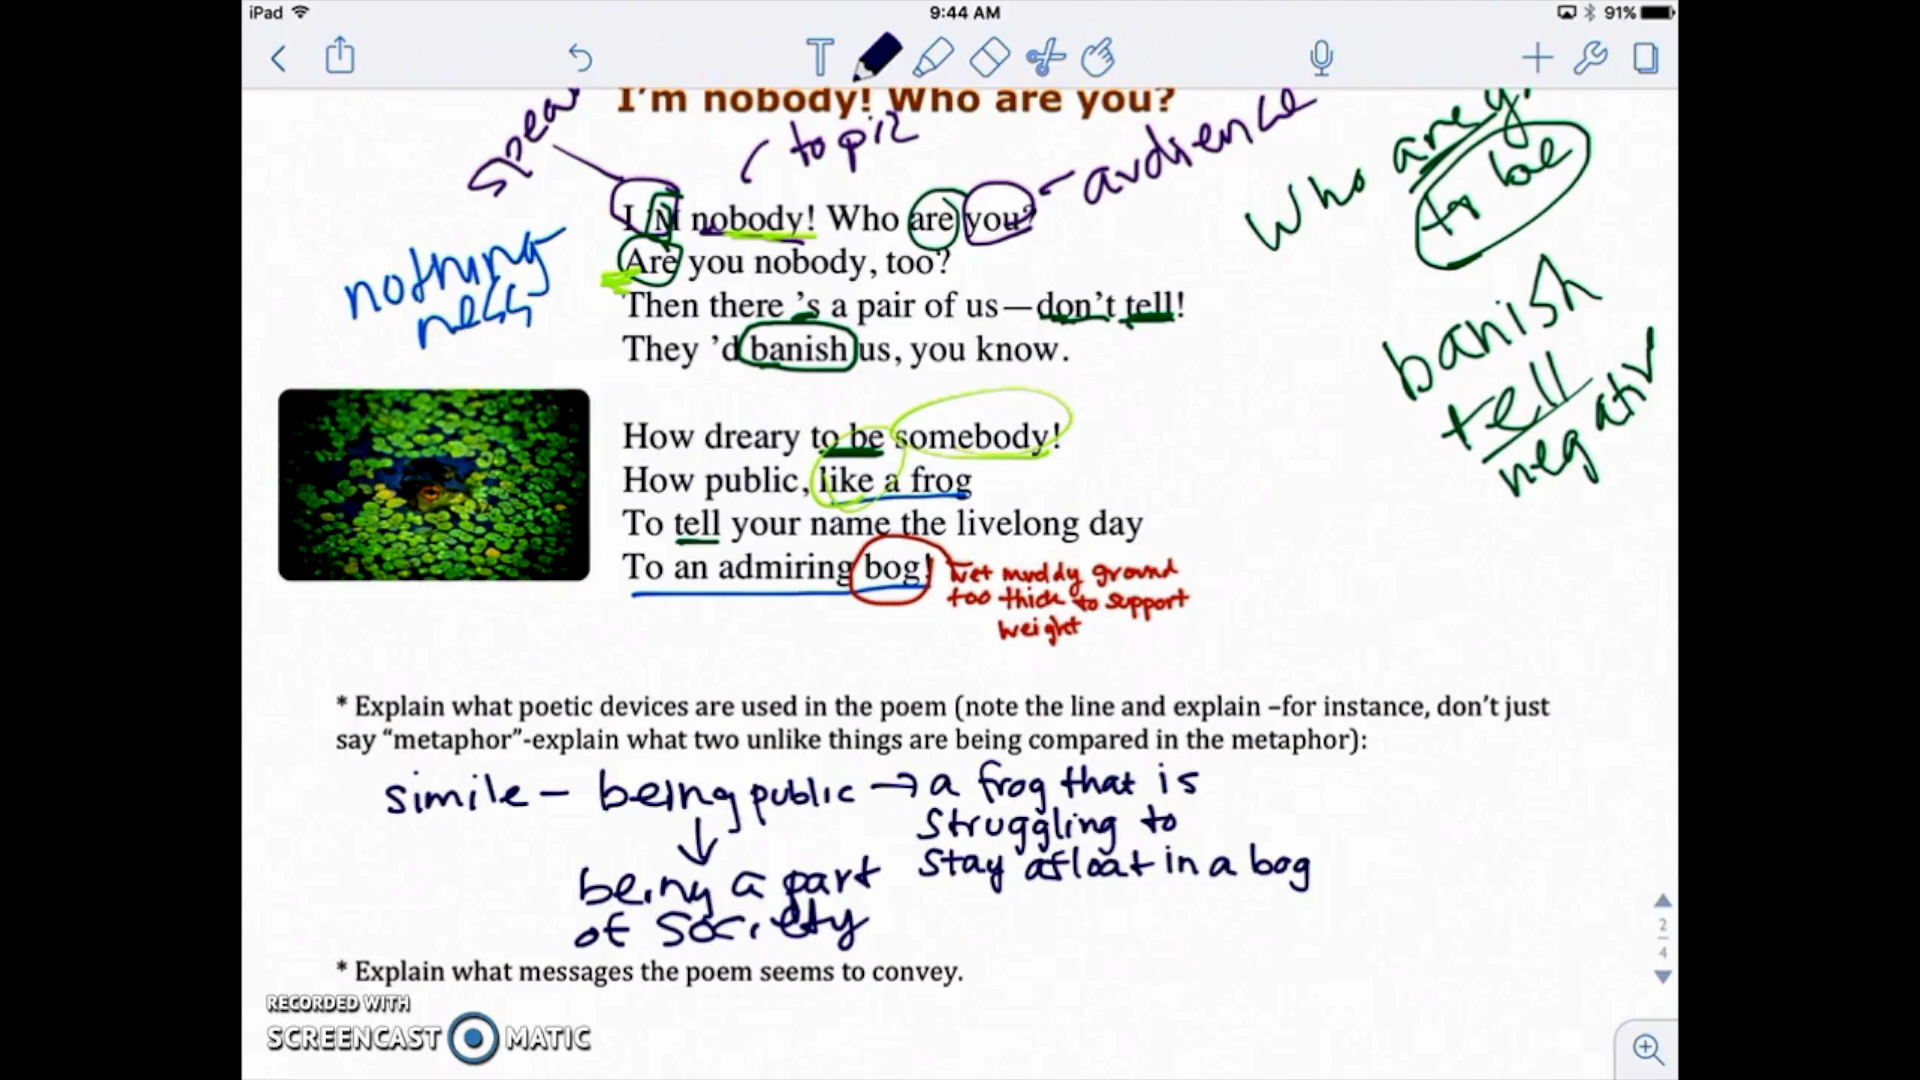 iPad
9:44 AM
91%
I'm nobody! Who are you?
topic
audience
Who are y
to be
I 'M nobody! Who are you?
Are you nobody, too?
Then there 's a pair of us—don't tell!
They 'd banish us, you know.
nothing
ness
banish
tell
negativ
How dreary to be somebody!
How public, like a frog
To tell your name the livelong day
To an admiring bog!
wet muddy ground
too thick to support
weight
* Explain what poetic devices are used in the poem (note the line and explain –for instance, don't just
say “metaphor”-explain what two unlike things are being compared in the metaphor):
simile – being public → a frog that is
struggling to
stay afloat in a bog
being a part
of society
* Explain what messages the poem seems to convey.
2
4
RECORDED WITH
SCREENCAST MATIC